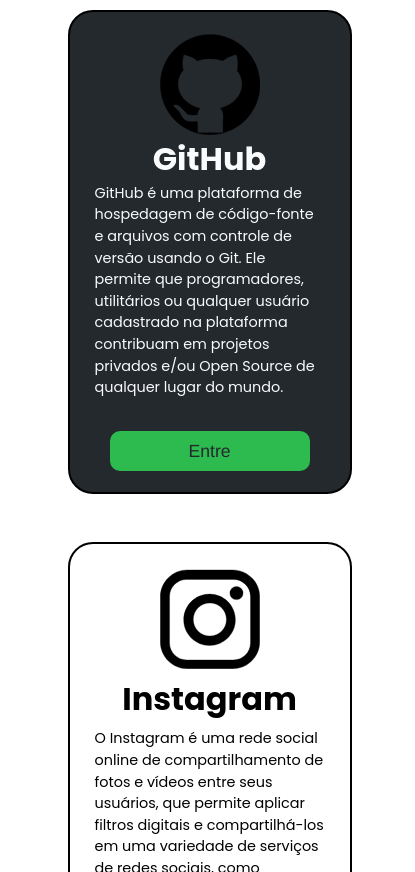 GitHub
GitHub é uma plataforma de
hospedagem de código-fonte
e arquivos com controle de
versão usando o Git. Ele
permite que programadores,
utilitários ou qualquer usuário
cadastrado na plataforma
contribuam em projetos
privados e/ou Open Source de
qualquer lugar do mundo.
Entre
Instagram
O Instagram é uma rede social
online de compartilhamento de
fotos e vídeos entre seus
usuários, que permite aplicar
filtros digitais e compartilhá-los
em uma variedade de serviços
de redes sociais, como